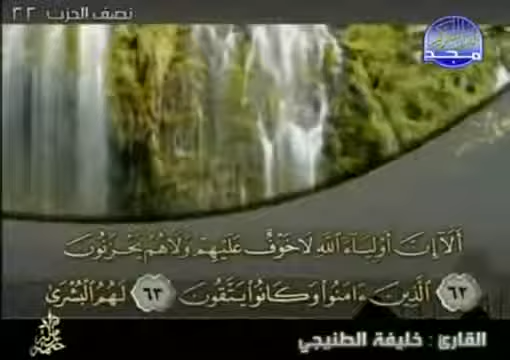 نصف الحزب : ٢٢
مجد
أَلَآ إِنَّ أَوْلِيَآءَ ٱللَّهِ لَا خَوْفٌ عَلَيْهِمْ وَلَا هُمْ يَحْزَنُونَ
٦٢ ٱلَّذِينَ ءَامَنُوا۟ وَكَانُوا۟ يَتَّقُونَ ٦٣ لَهُمُ ٱلْبُشْرَىٰ
القارئ : خليفة الطنيجي